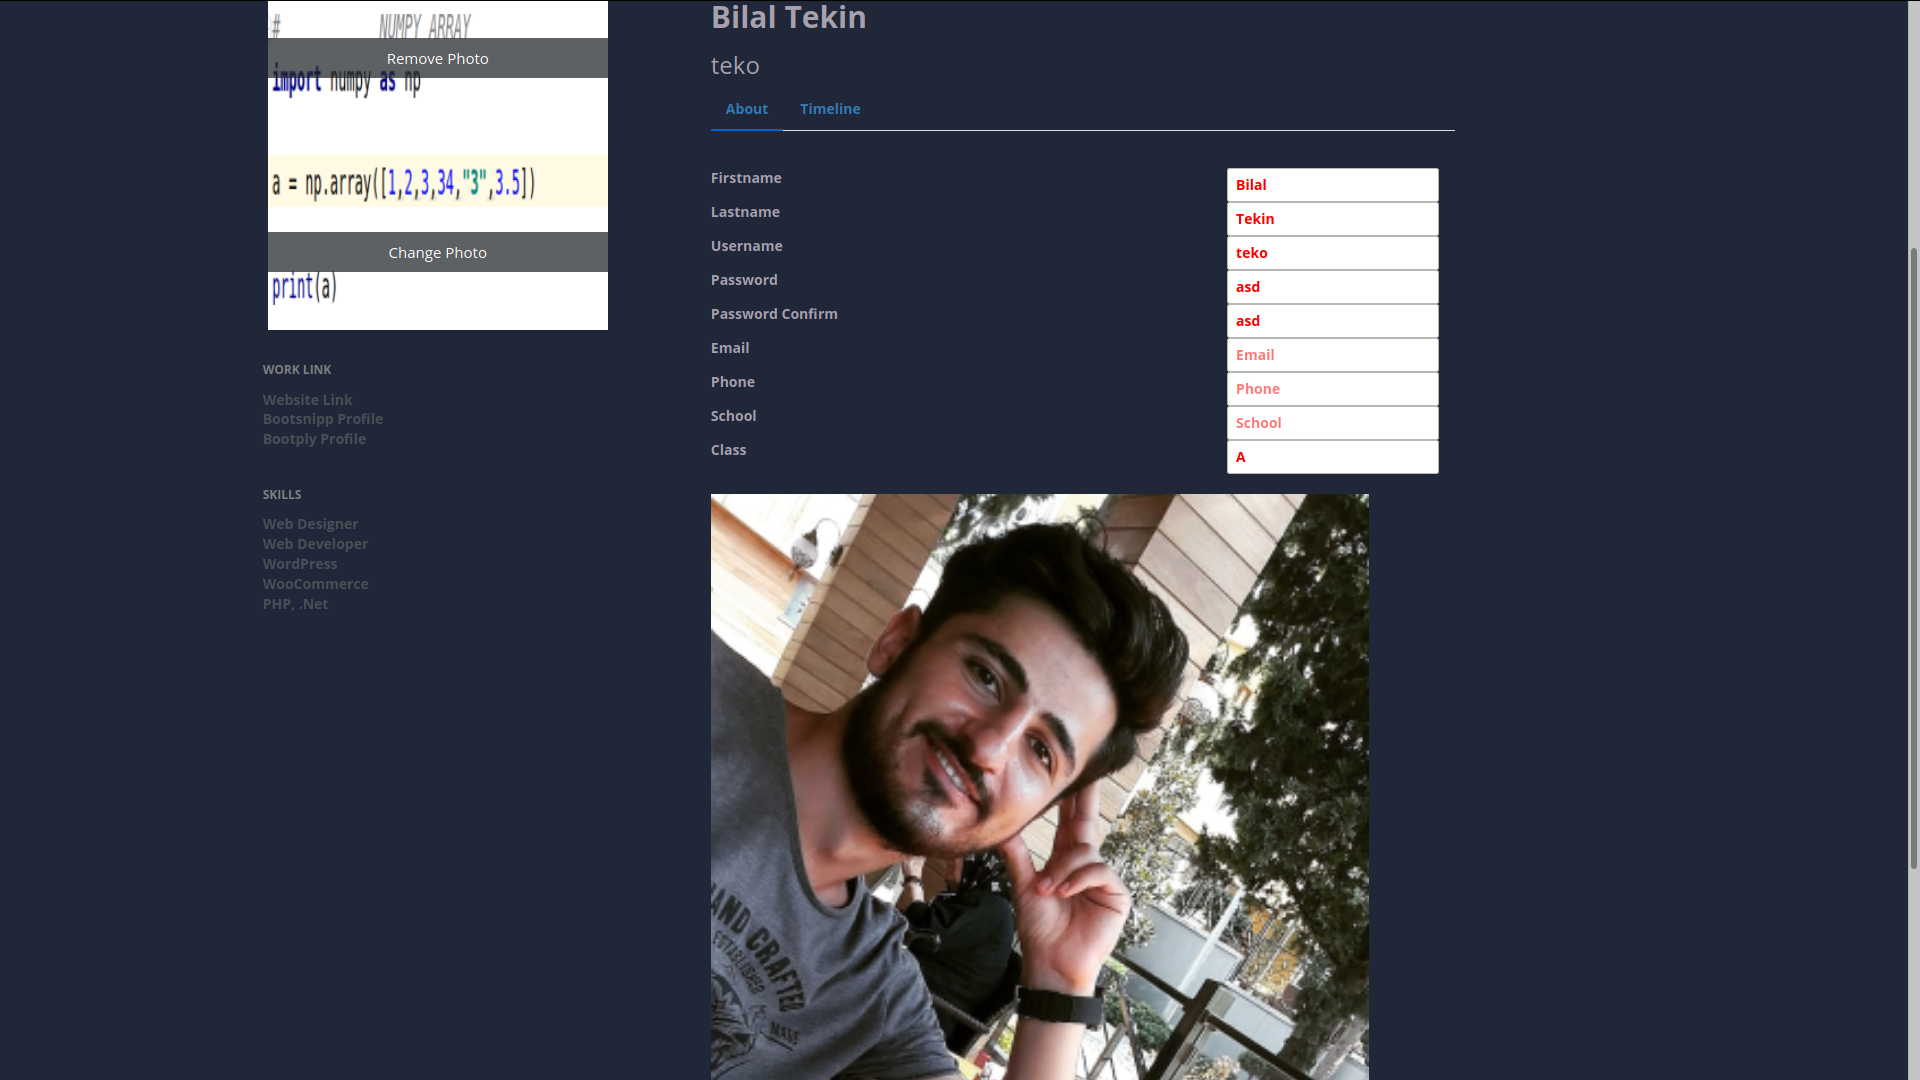 # NUMPY ARRAY
Remove Photo
import numpy as np
a = np.array([1,2,3,34,"3",3.5])
Change Photo
print(a)
WORK LINK
Website Link
Bootsnipp Profile
Bootply Profile
SKILLS
Web Designer
Web Developer
WordPress
WooCommerce
PHP, .Net
Bilal Tekin
teko
About Timeline
Firstname Bilal
Lastname Tekin
Username teko
Password asd
Password Confirm asd
Email Email
Phone Phone
School School
Class A
AND CRAFTED
ESTABLISHED
MADE